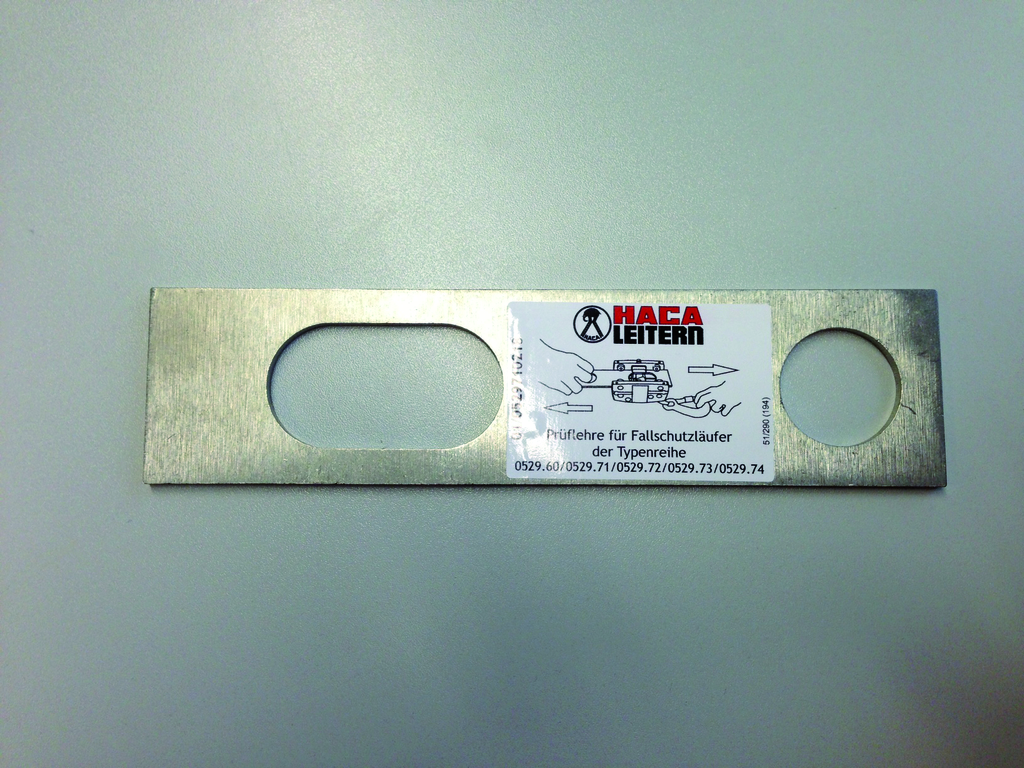 HACA
HACA
LEITERN
Prüflehre für Fallschutzläufer
der Typenreihe
0529.60/0529.71/0529.72/0529.73/0529.74
51/290 (194)